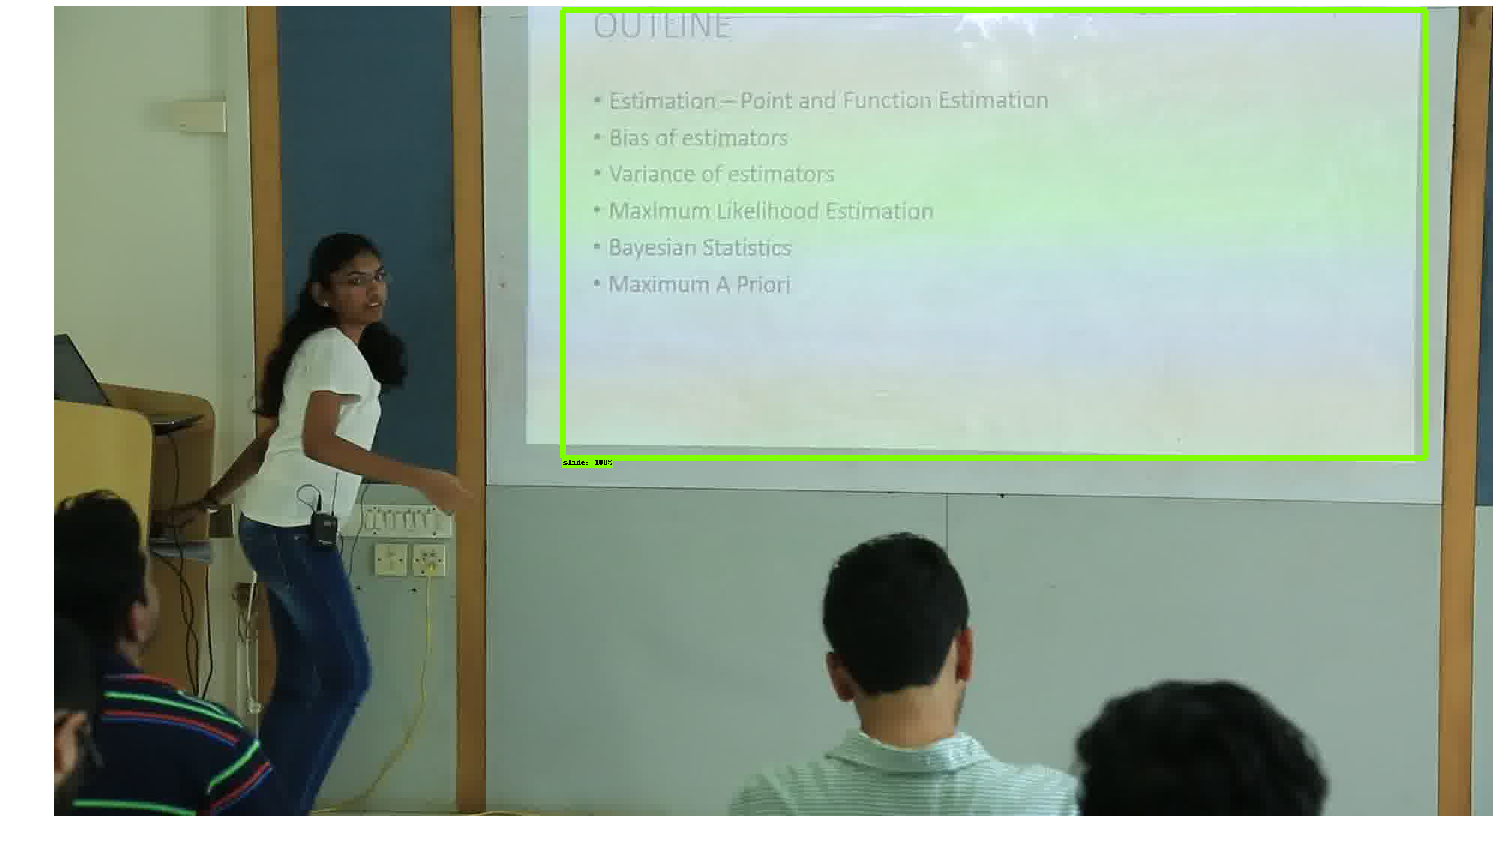 OUTLINE
• Estimation – Point and Function Estimation
• Bias of estimators
• Variance of estimators
• Maximum Likelihood Estimation
• Bayesian Statistics
• Maximum A Priori
slide: 100%